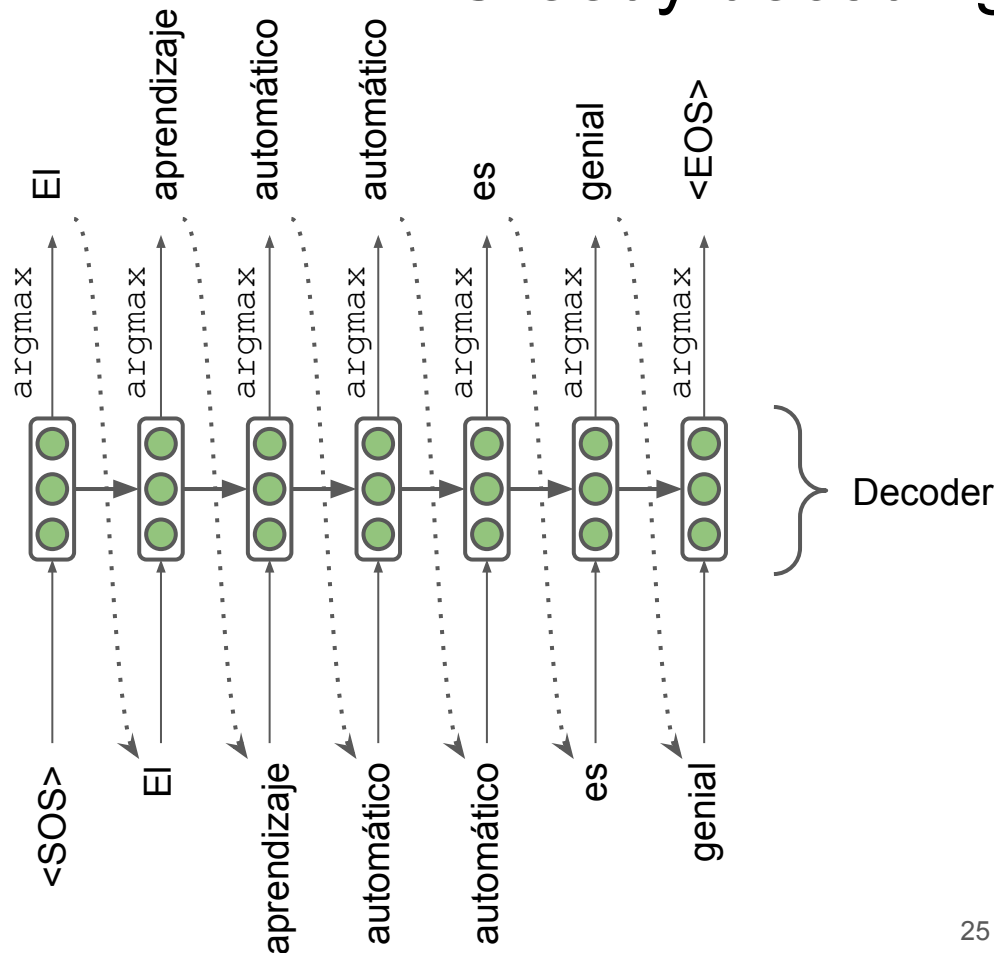 El
aprendizaje
automático
automático
es
genial
<EOS>
argmax
argmax
argmax
argmax
argmax
argmax
argmax
Decoder
<SOS>
El
aprendizaje
automático
automático
es
genial
25